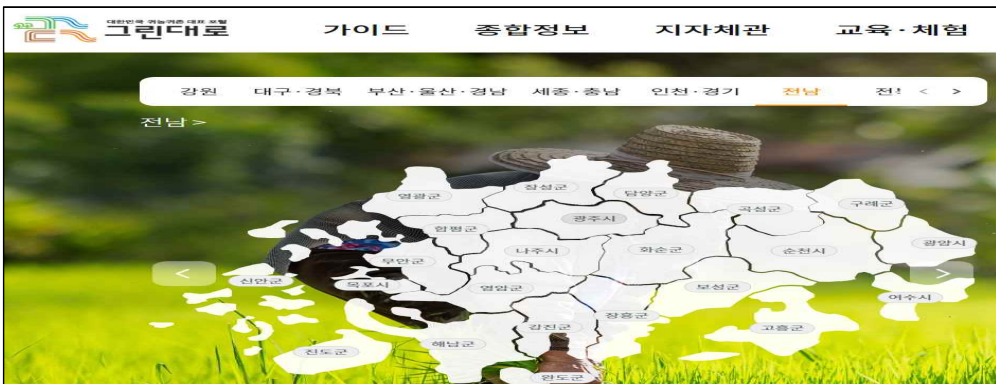 대한민국 귀농귀촌 대표 포털
그린대로
가이드 종합정보 지자체관 교육·체험
강원 대구·경북 부산·울산·경남 세종·충남 인천·경기 전남 < >
전남 >
영광군 장성군 담양군 곡성군 구례군
함평군 광주시
무안군 나주시 화순군 순천시 광양시
< 신안군 목포시 영암군 보성군 > 여수시
강진군 장흥군 고흥군
진도군 해남군
완도군